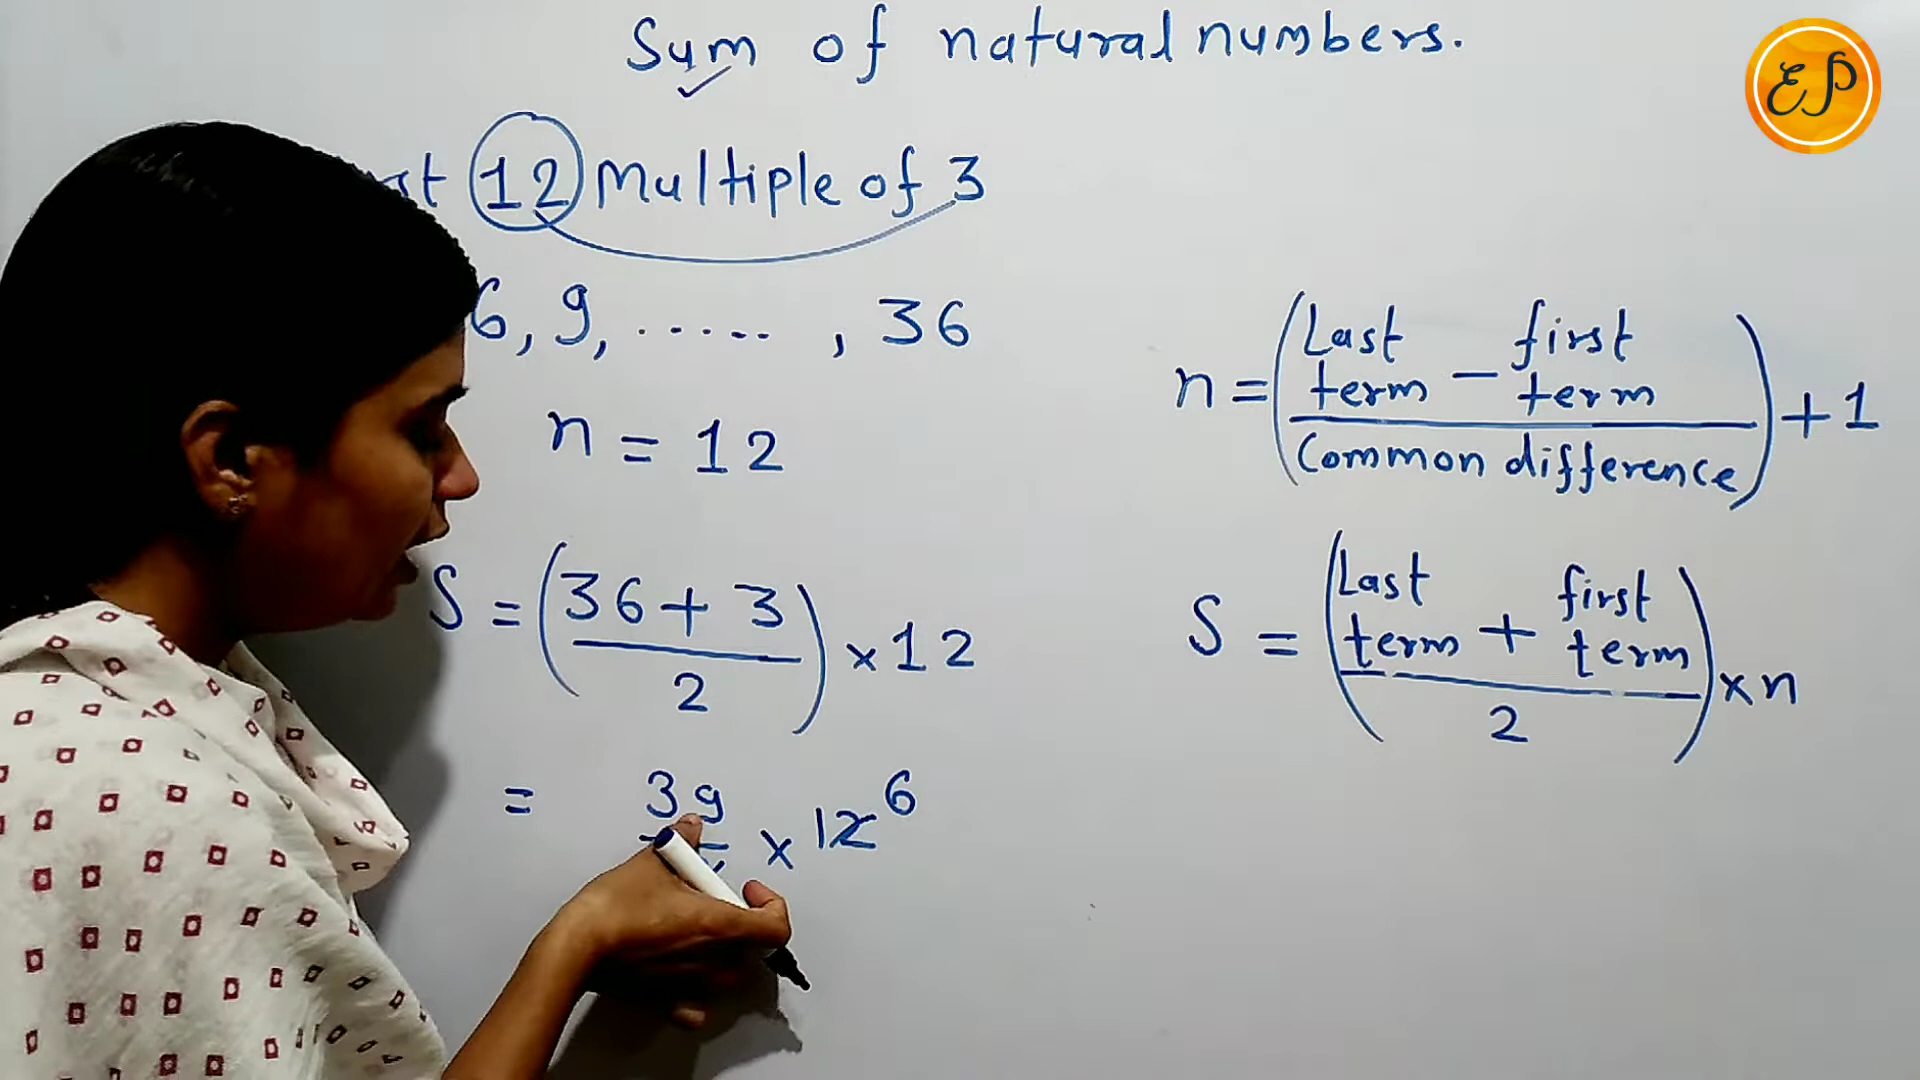 Sum of natural numbers.
EP
12 Multiple of 3
6, 9, ..... , 36
n = 12
S = (36 + 3 / 2) × 12
= 39 × 12 6
n = (Last term − first term / Common difference) + 1
S = (Last term + first term / 2) × n